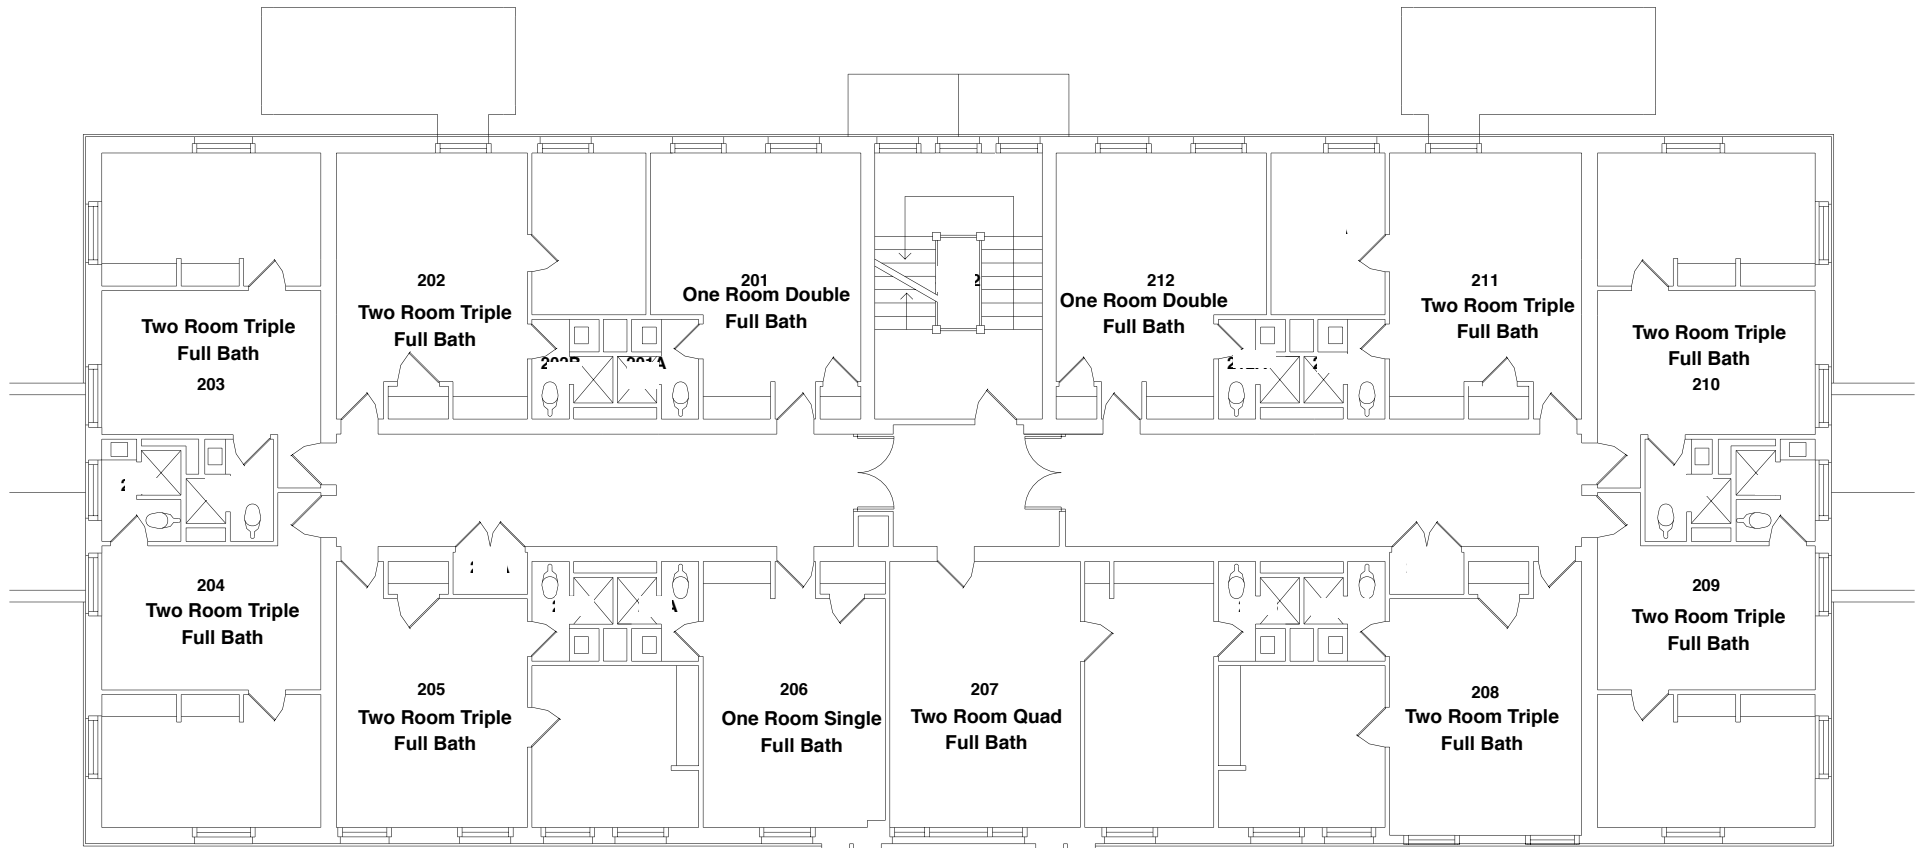 202
Two Room Triple
Full Bath
201
One Room Double
Full Bath
212
One Room Double
Full Bath
211
Two Room Triple
Full Bath
Two Room Triple
Full Bath
203
Two Room Triple
Full Bath
210
204
Two Room Triple
Full Bath
209
Two Room Triple
Full Bath
205
Two Room Triple
Full Bath
206
One Room Single
Full Bath
207
Two Room Quad
Full Bath
208
Two Room Triple
Full Bath